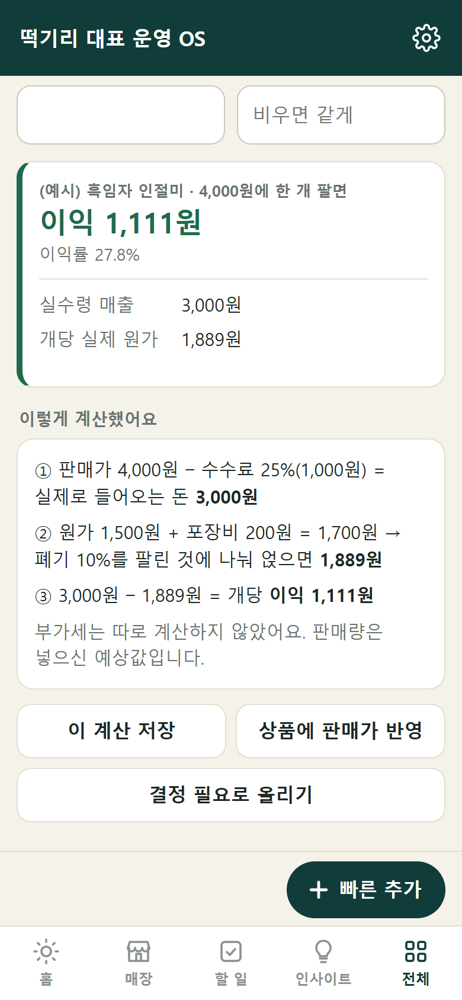 떡기리 대표 운영 OS
비우면 같게
(예시) 흑임자 인절미 · 4,000원에 한 개 팔면
이익 1,111원
이익률 27.8%
실수령 매출 3,000원
개당 실제 원가 1,889원
이렇게 계산했어요
① 판매가 4,000원 − 수수료 25%(1,000원) =
실제로 들어오는 돈 3,000원
② 원가 1,500원 + 포장비 200원 = 1,700원 →
폐기 10%를 팔린 것에 나눠 얹으면 1,889원
③ 3,000원 − 1,889원 = 개당 이익 1,111원
부가세는 따로 계산하지 않았어요. 판매량은
넣으신 예상값입니다.
이 계산 저장
상품에 판매가 반영
결정 필요로 올리기
+ 빠른 추가
홈
매장
할 일
인사이트
전체